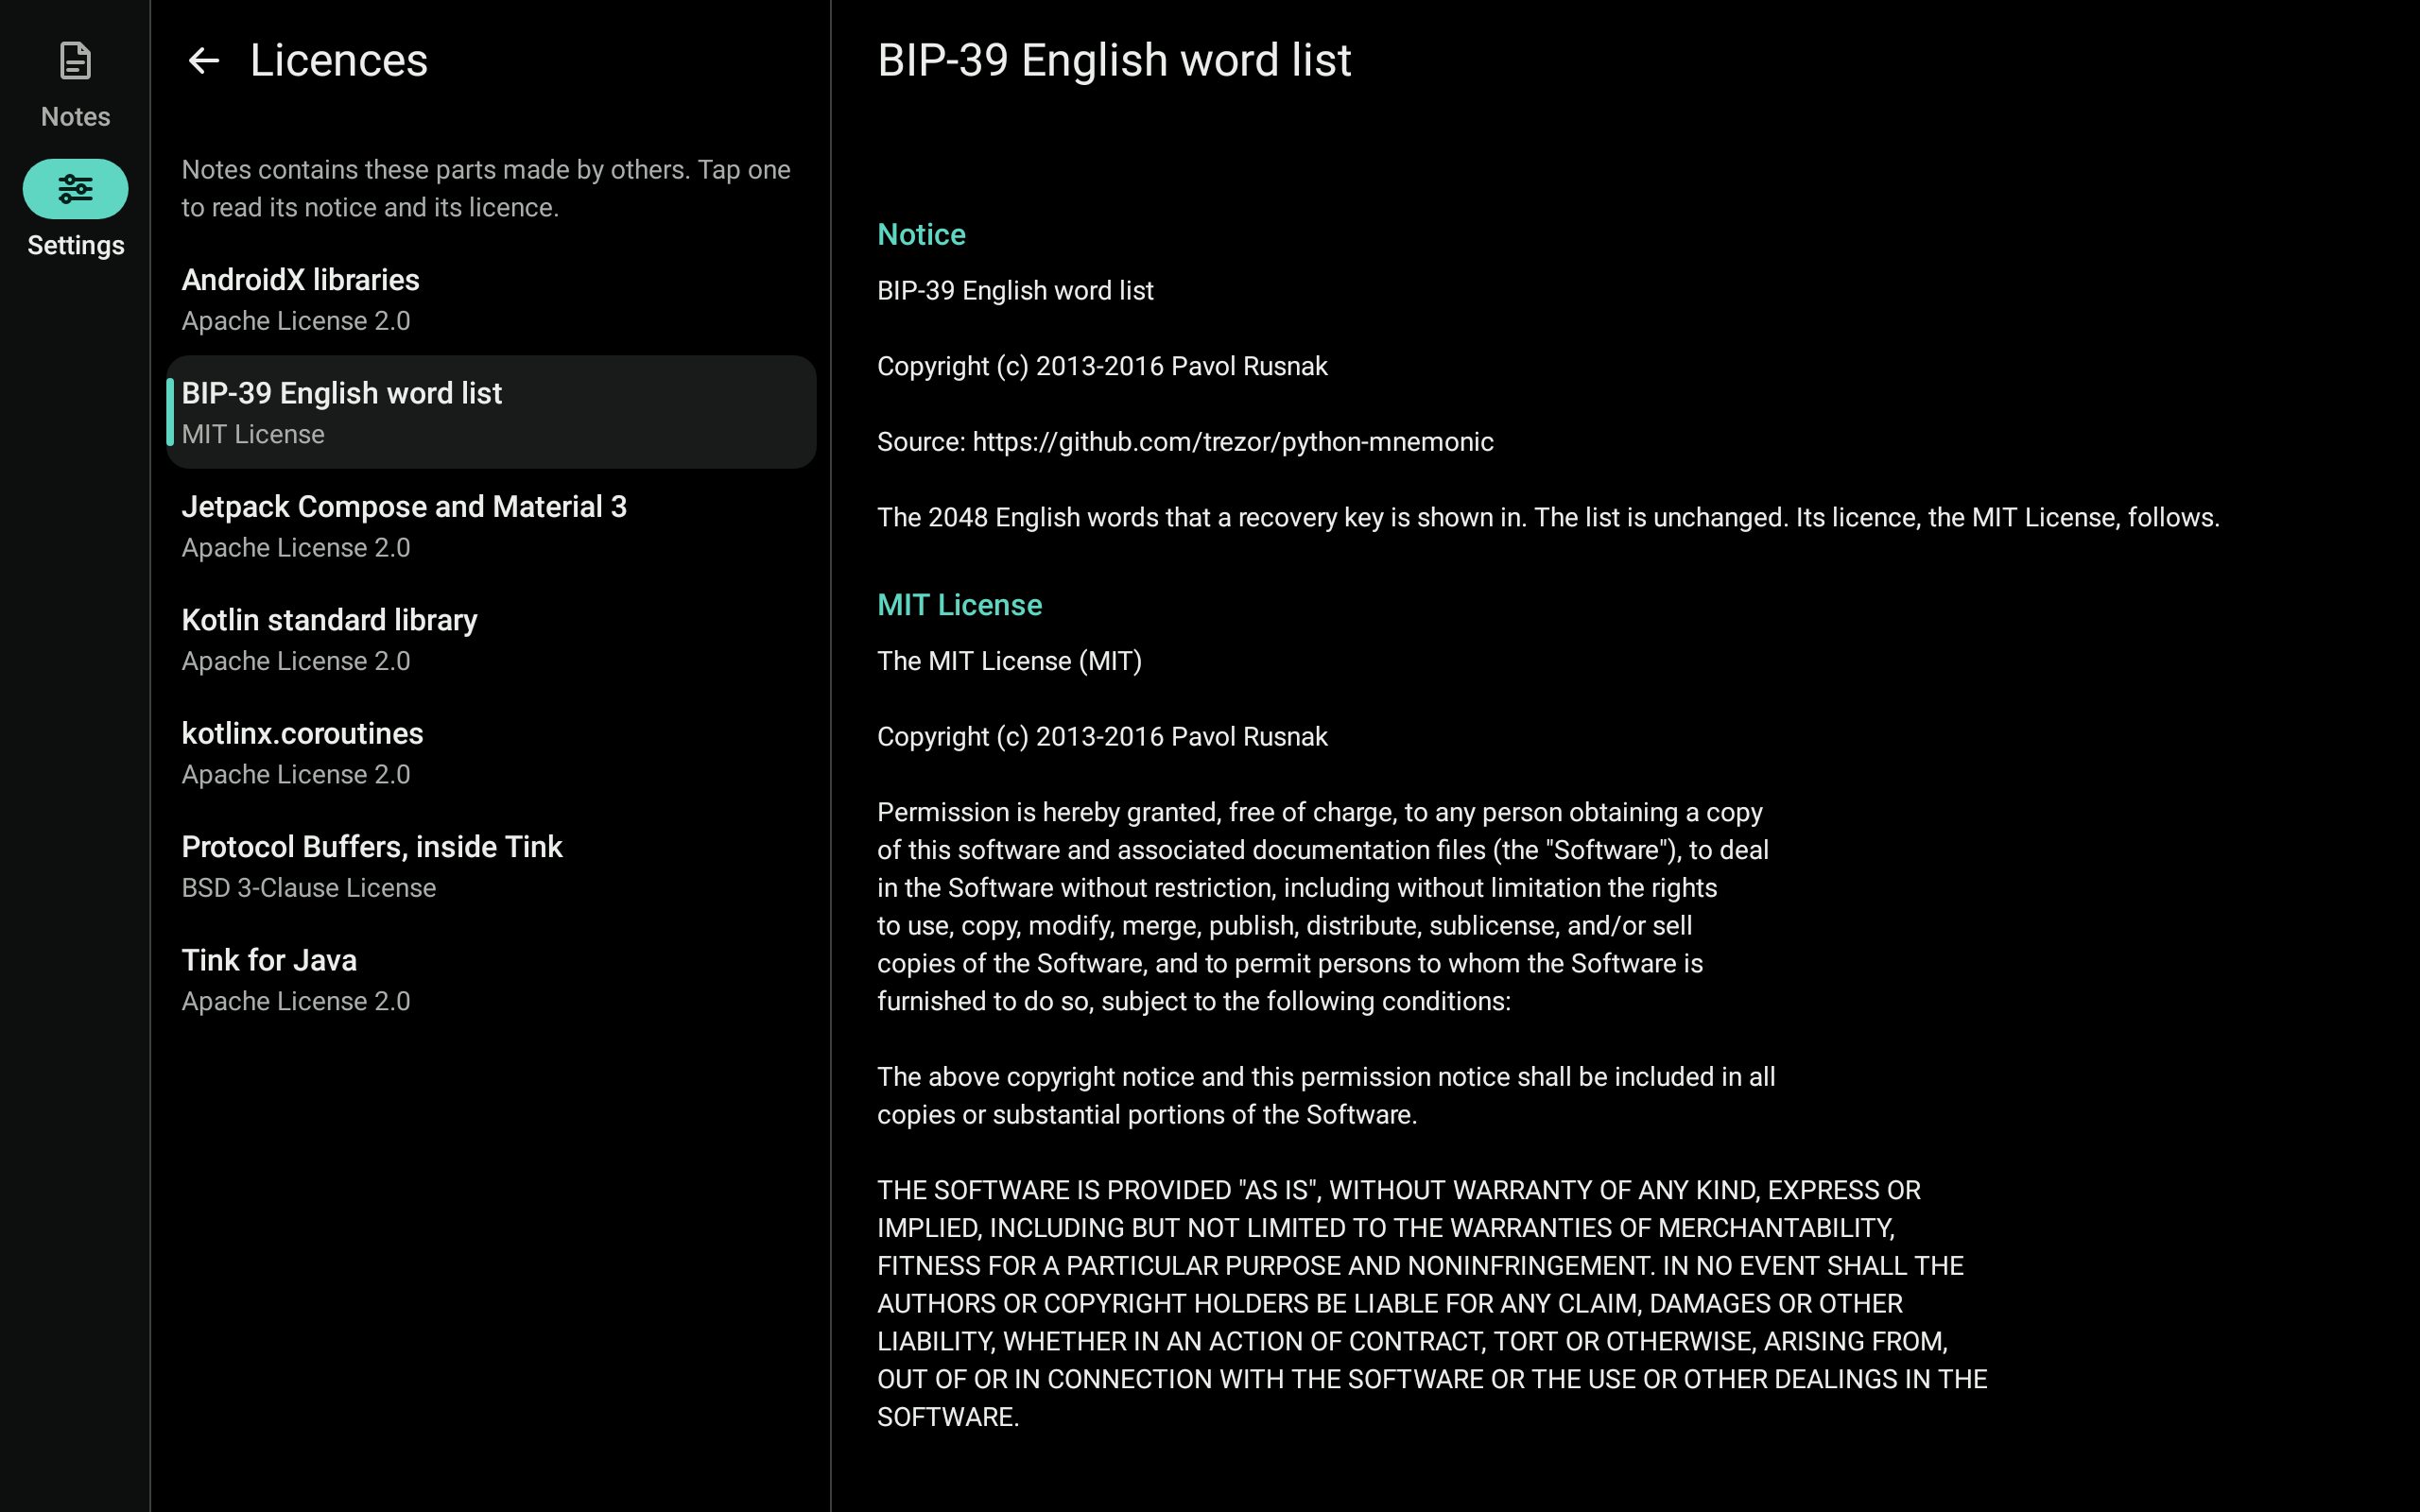 Notes
Settings
Licences
Notes contains these parts made by others. Tap one
to read its notice and its licence.
AndroidX libraries
Apache License 2.0
BIP-39 English word list
MIT License
Jetpack Compose and Material 3
Apache License 2.0
Kotlin standard library
Apache License 2.0
kotlinx.coroutines
Apache License 2.0
Protocol Buffers, inside Tink
BSD 3-Clause License
Tink for Java
Apache License 2.0
BIP-39 English word list
Notice
BIP-39 English word list
Copyright (c) 2013-2016 Pavol Rusnak
Source: https://github.com/trezor/python-mnemonic
The 2048 English words that a recovery key is shown in. The list is unchanged. Its licence, the MIT License, follows.
MIT License
The MIT License (MIT)
Copyright (c) 2013-2016 Pavol Rusnak
Permission is hereby granted, free of charge, to any person obtaining a copy
of this software and associated documentation files (the "Software"), to deal
in the Software without restriction, including without limitation the rights
to use, copy, modify, merge, publish, distribute, sublicense, and/or sell
copies of the Software, and to permit persons to whom the Software is
furnished to do so, subject to the following conditions:
The above copyright notice and this permission notice shall be included in all
copies or substantial portions of the Software.
THE SOFTWARE IS PROVIDED "AS IS", WITHOUT WARRANTY OF ANY KIND, EXPRESS OR
IMPLIED, INCLUDING BUT NOT LIMITED TO THE WARRANTIES OF MERCHANTABILITY,
FITNESS FOR A PARTICULAR PURPOSE AND NONINFRINGEMENT. IN NO EVENT SHALL THE
AUTHORS OR COPYRIGHT HOLDERS BE LIABLE FOR ANY CLAIM, DAMAGES OR OTHER
LIABILITY, WHETHER IN AN ACTION OF CONTRACT, TORT OR OTHERWISE, ARISING FROM,
OUT OF OR IN CONNECTION WITH THE SOFTWARE OR THE USE OR OTHER DEALINGS IN THE
SOFTWARE.